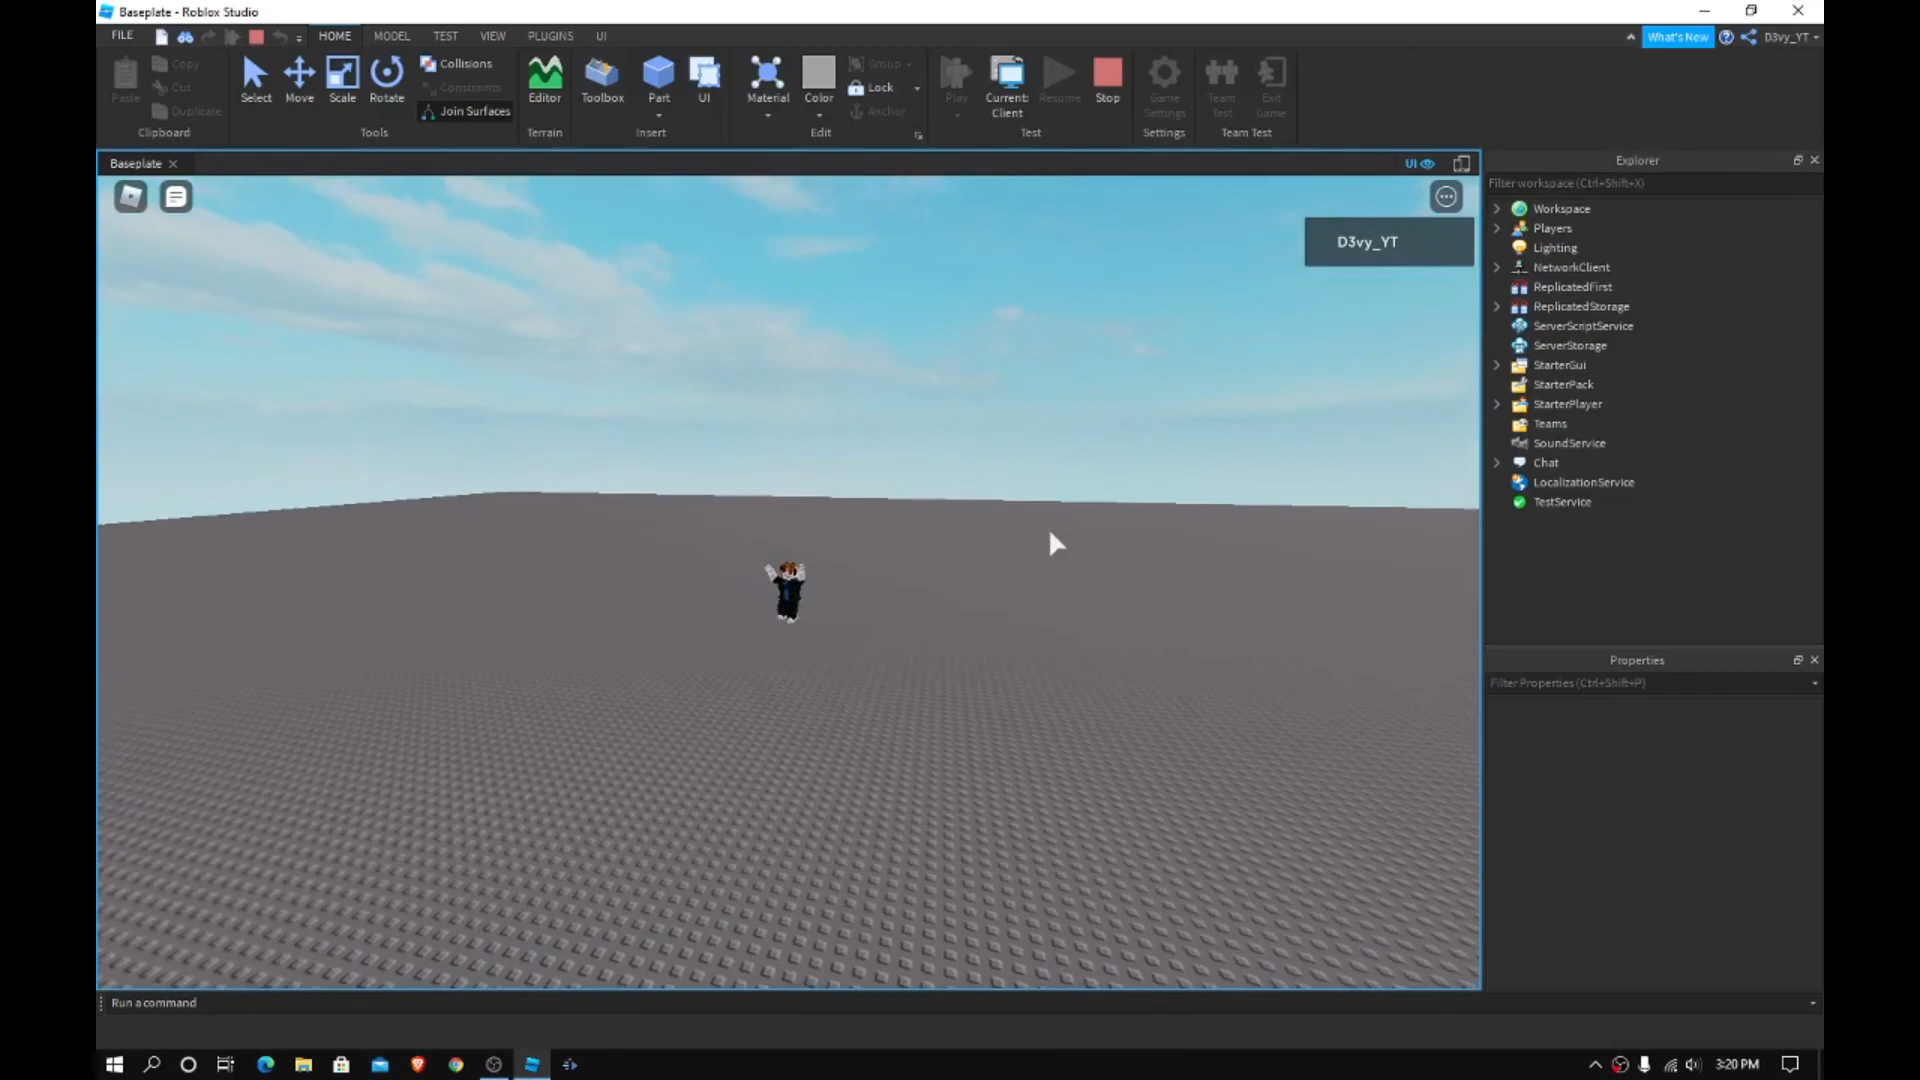 Baseplate - Roblox Studio
FILE HOME MODEL TEST VIEW PLUGINS UI What's New D3vy_YT
Paste Copy Cut Duplicate
Clipboard
Select Move Scale Rotate Collisions Constraints Join Surfaces
Tools
Editor
Terrain
Toolbox Part UI
Insert
Material Color Group Lock Anchor
Edit
Play Current: Client Resume Stop
Test
Game Settings
Settings
Team Test Exit Game
Team Test
Baseplate
UI
D3vy_YT
Explorer
Filter workspace (Ctrl+Shift+X)
Workspace
Players
Lighting
NetworkClient
ReplicatedFirst
ReplicatedStorage
ServerScriptService
ServerStorage
StarterGui
StarterPack
StarterPlayer
Teams
SoundService
Chat
LocalizationService
TestService
Properties
Filter Properties (Ctrl+Shift+P)
Run a command
3:20 PM